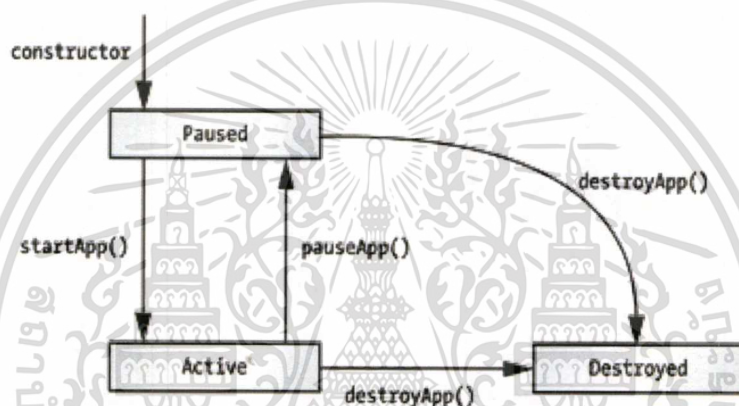 constructor
Paused
destroyApp()
startApp()
pauseApp()
Active
Destroyed
destroyApp()